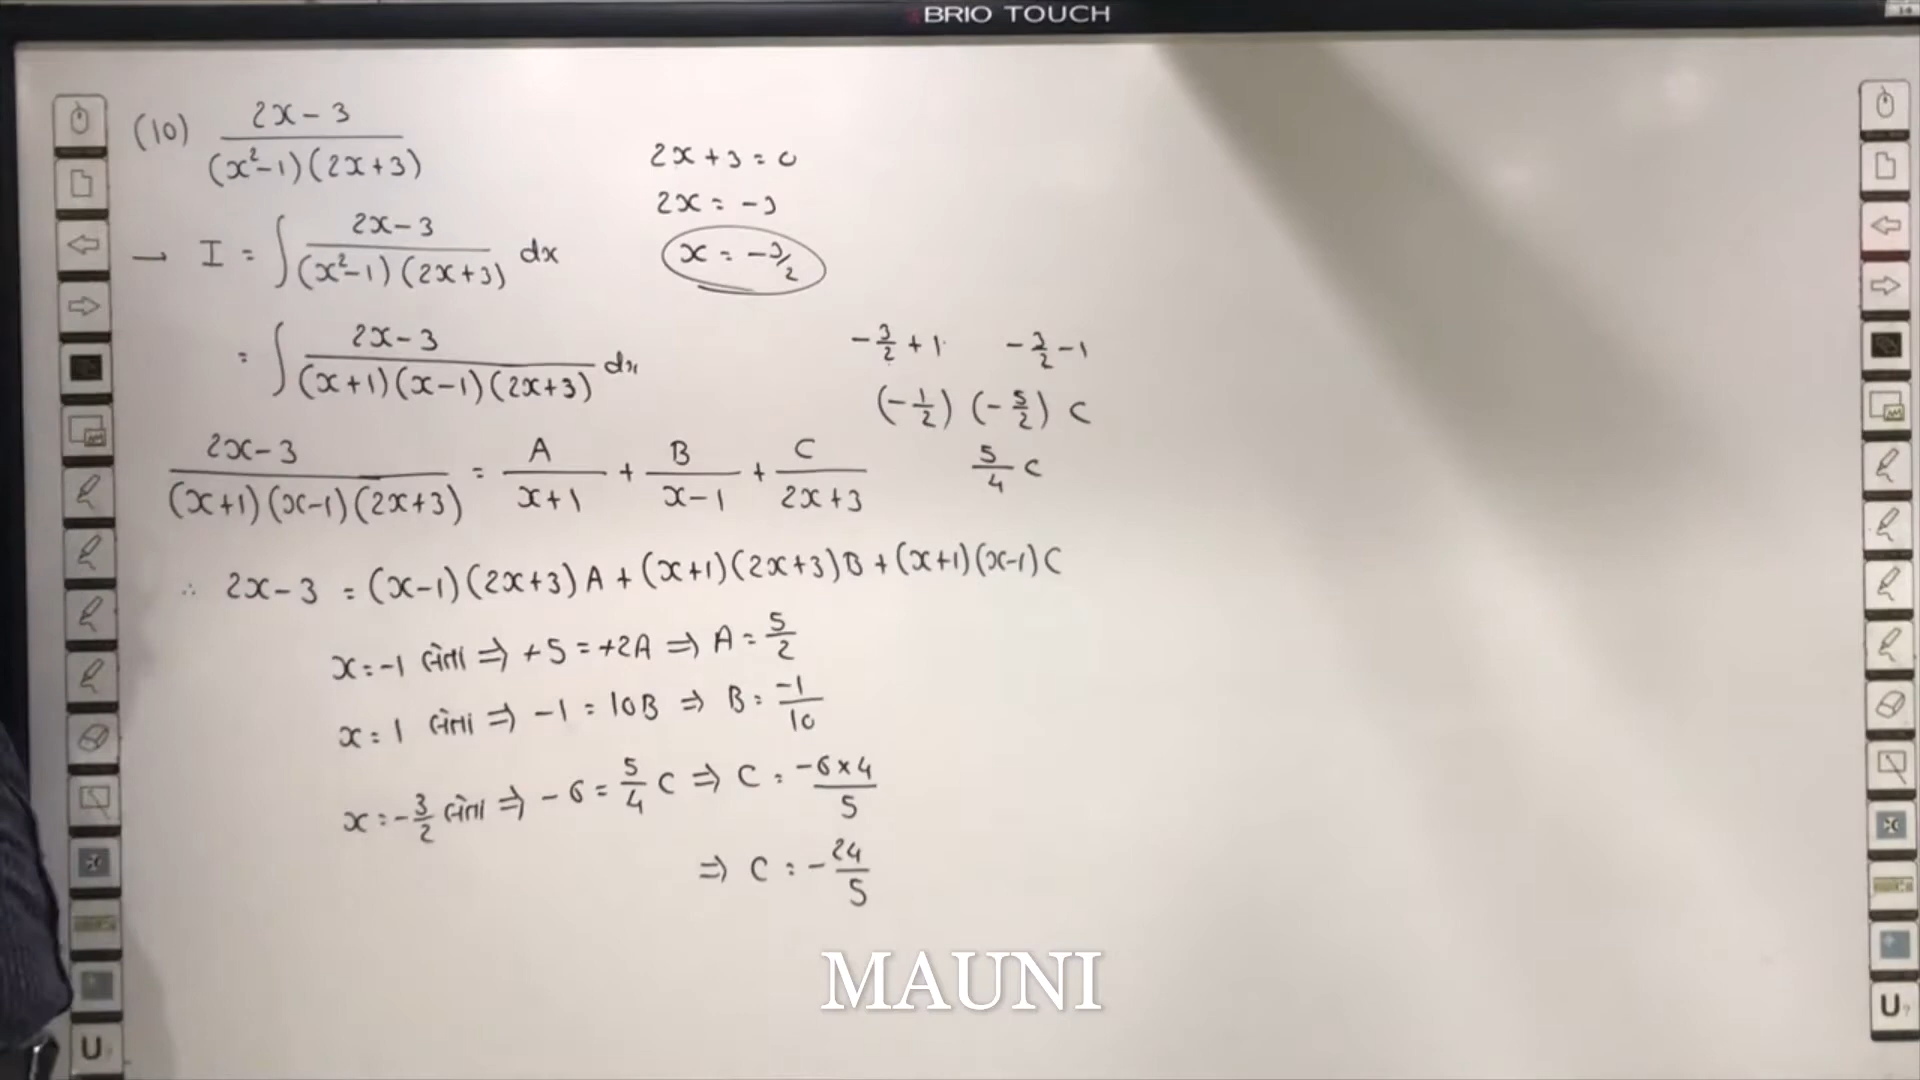 BRIO TOUCH
(10) 2x-3 / (x²-1)(2x+3)
→ I = ∫ 2x-3 / (x²-1)(2x+3) dx
= ∫ 2x-3 / (x+1)(x-1)(2x+3) dx
2x+3=0
2x=-3
x=-3/2
-3/2+1 -3/2-1
(-1/2) (-5/2) C
5/4 C
2x-3 / (x+1)(x-1)(2x+3) = A / x+1 + B / x-1 + C / 2x+3
∴ 2x-3 = (x-1)(2x+3)A + (x+1)(2x+3)B + (x+1)(x-1)C
x=-1 લેતા ⇒ +5=+2A ⇒ A=5/2
x=1 લેતા ⇒ -1=10B ⇒ B=-1/10
x=-3/2 લેતા ⇒ -6=5/4 C ⇒ C=-6×4/5
⇒ C=-24/5
MAUNI
U?
U?